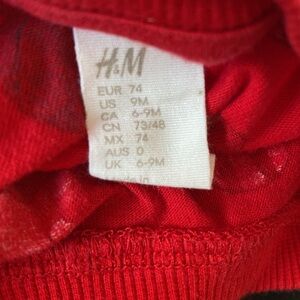 H&M
EUR 74
US 9M
CA 6-9M
CN 73/48
MX 74
AUS 0
UK 6-9M